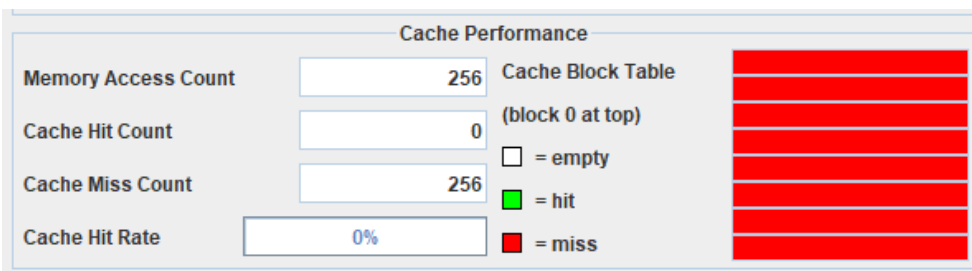 Cache Performance
Memory Access Count 256 Cache Block Table
(block 0 at top)
Cache Hit Count 0
= empty
Cache Miss Count 256
= hit
Cache Hit Rate 0%
= miss